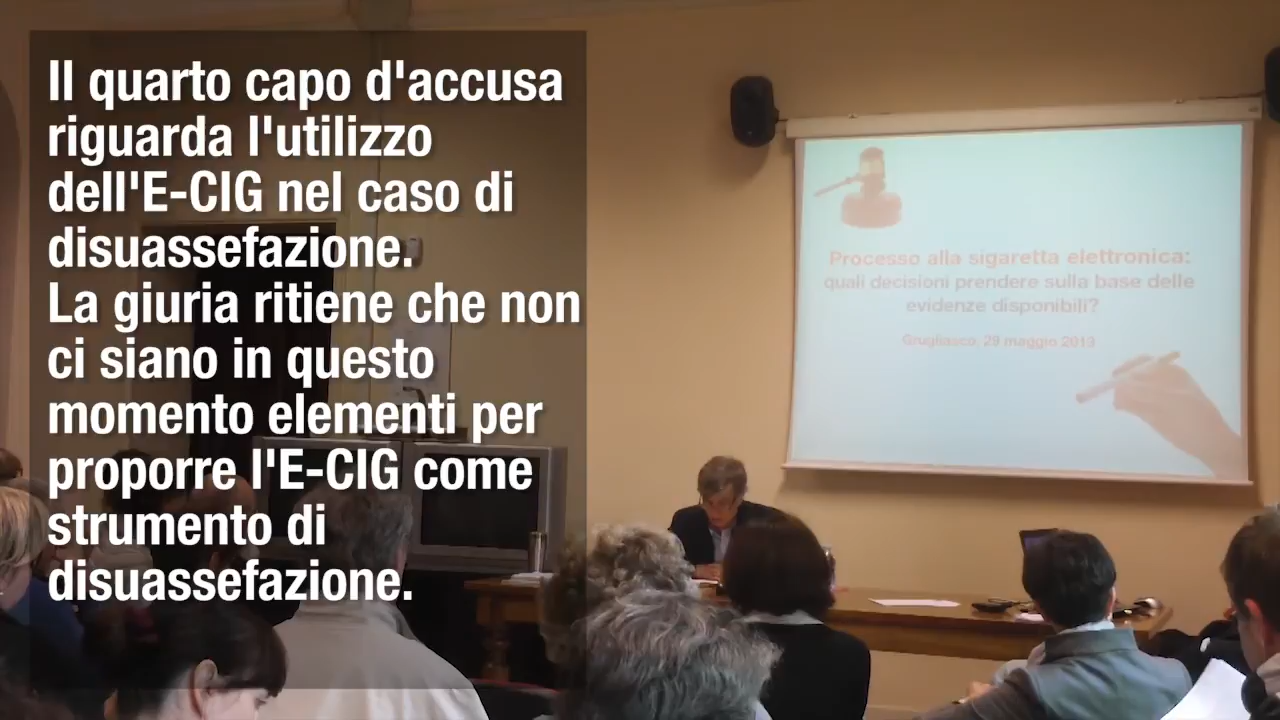 Il quarto capo d'accusa
riguarda l'utilizzo
dell'E-CIG nel caso di
disuassefazione.
La giuria ritiene che non
ci siano in questo
momento elementi per
proporre l'E-CIG come
strumento di
disuassefazione.
Processo alla sigaretta elettronica:
quali decisioni prendere sulla base delle
evidenze disponibili?
Grugliasco, 29 maggio 2013